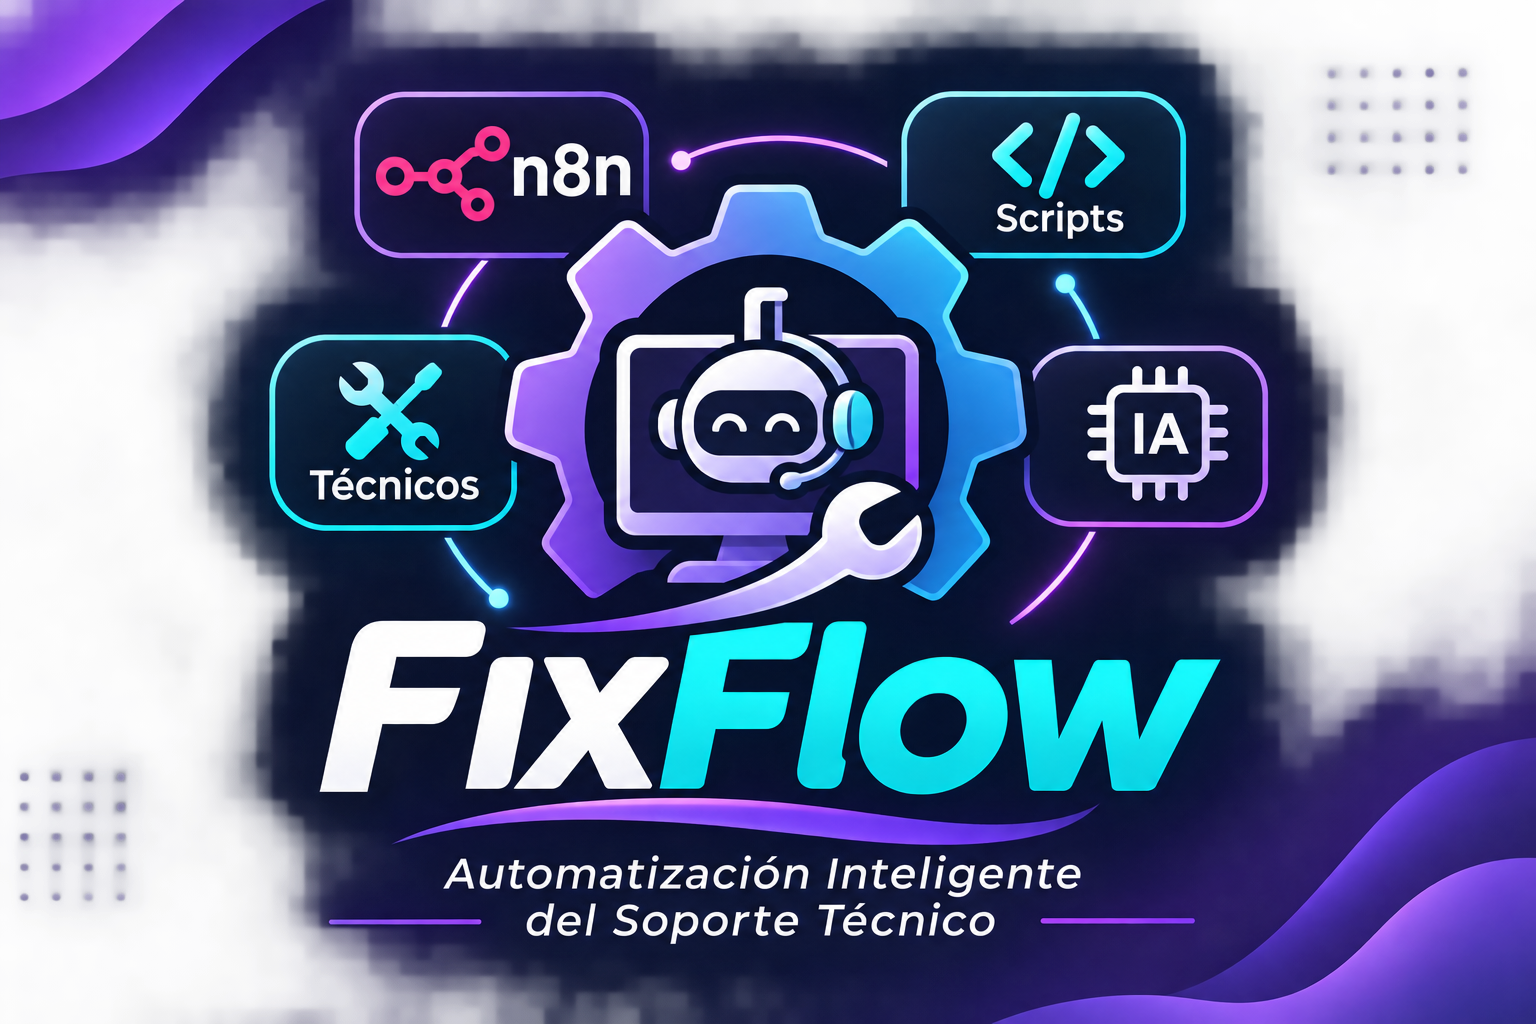 n8n
</>
Scripts
Técnicos
IA
FixFlow
Automatización Inteligente
del Soporte Técnico